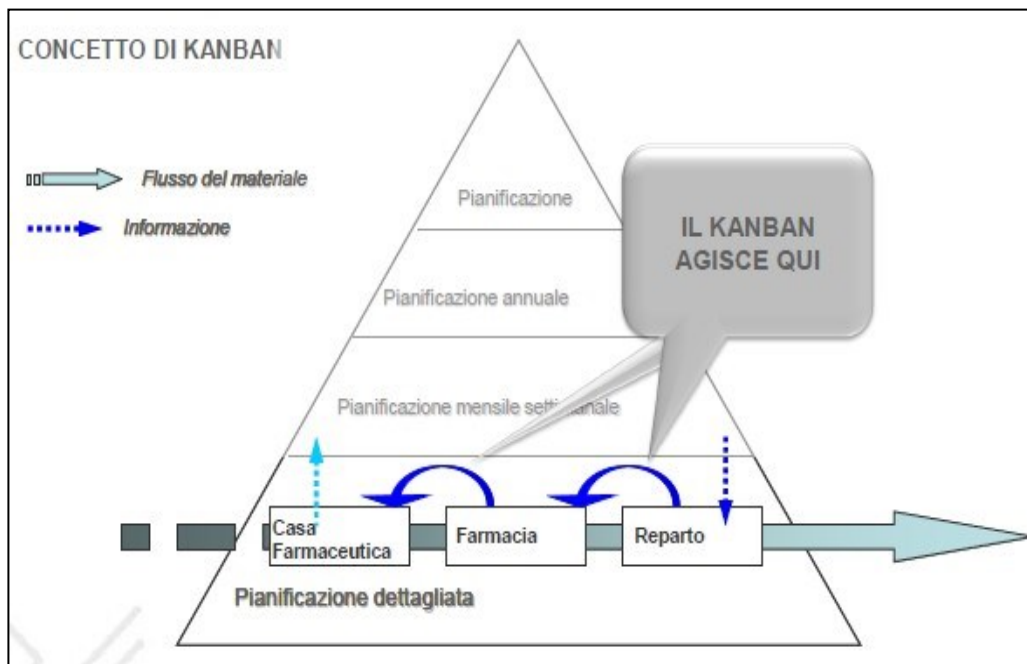 CONCETTO DI KANBAN
Flusso del materiale
Informazione
Pianificazione
IL KANBAN
AGISCE QUI
Pianificazione annuale
Pianificazione mensile settimanale
Casa
Farmaceutica
Farmacia
Reparto
Pianificazione dettagliata